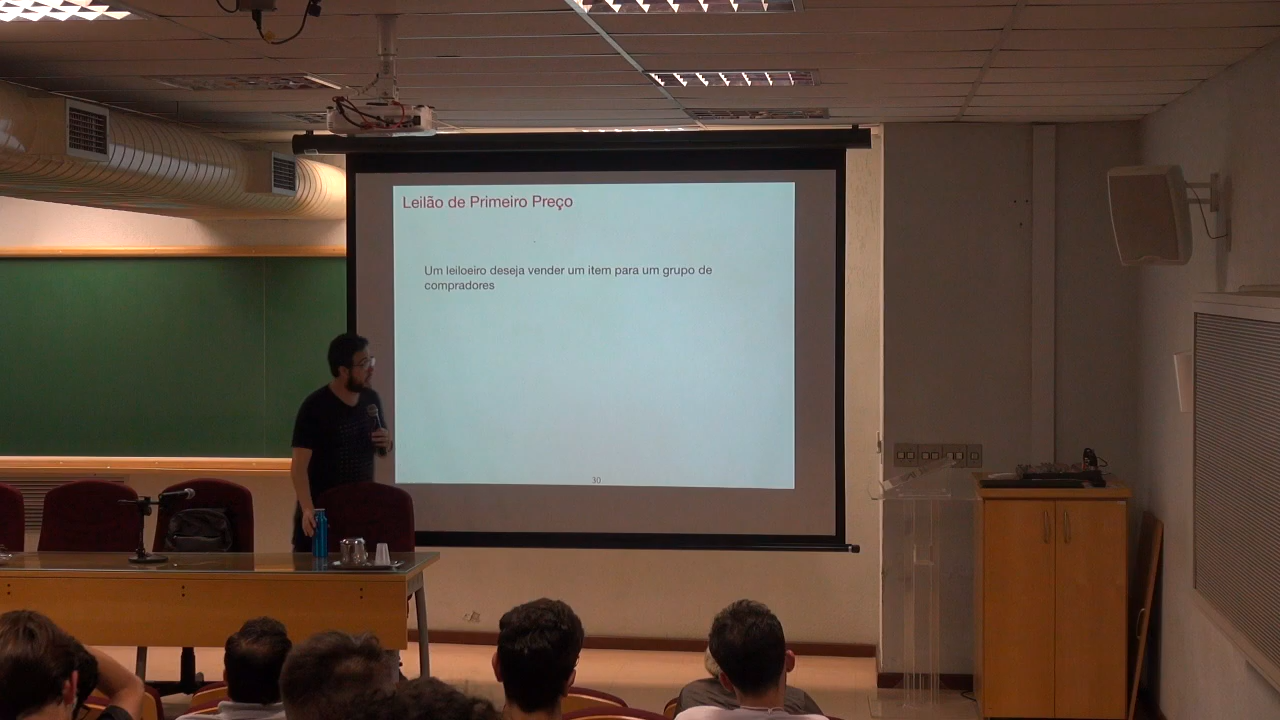 Leilão de Primeiro Preço
Um leiloeiro deseja vender um item para um grupo de
compradores
30